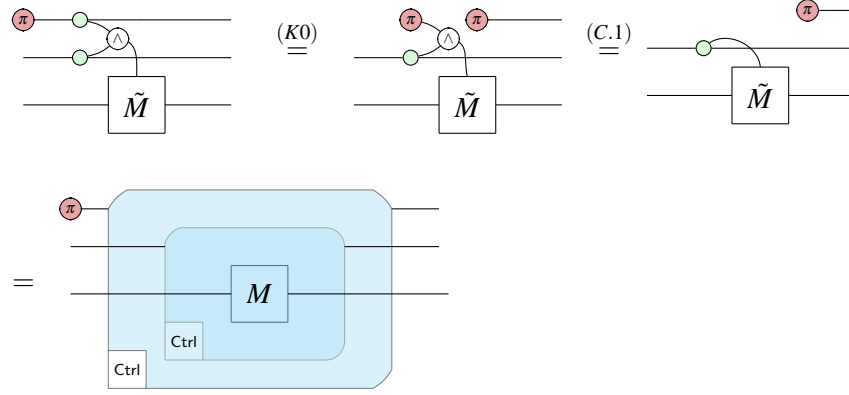 (K0) (C.1)
π π π π
∧ ∧
= =
M̃ M̃ M̃
π
= M
Ctrl
Ctrl